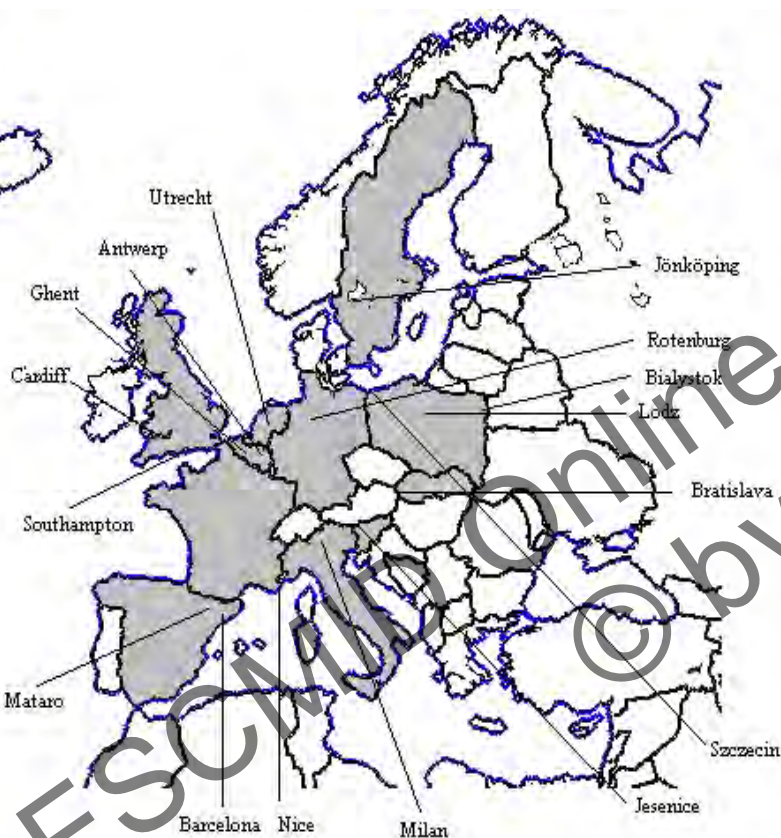 Utrecht
Antwerp
Ghent
Cardiff
Southampton
Mataro
Barcelona
Nice
Milan
Jesenice
Szczecin
Bratislava
Lodz
Bialystok
Rotenburg
Jönköping
ESCMID Online
© by